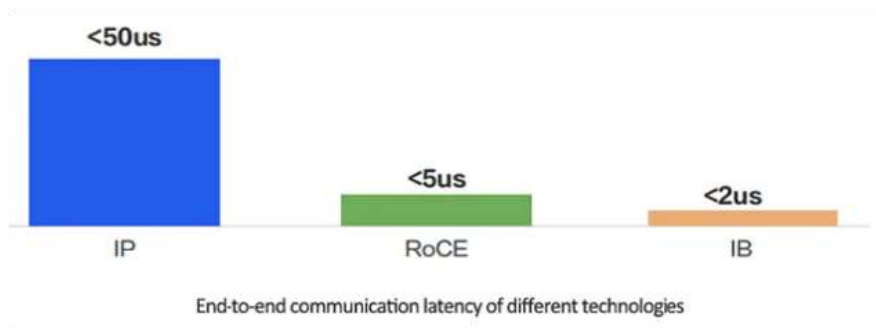 <50us
<5us
<2us
IP
RoCE
IB
End-to-end communication latency of different technologies